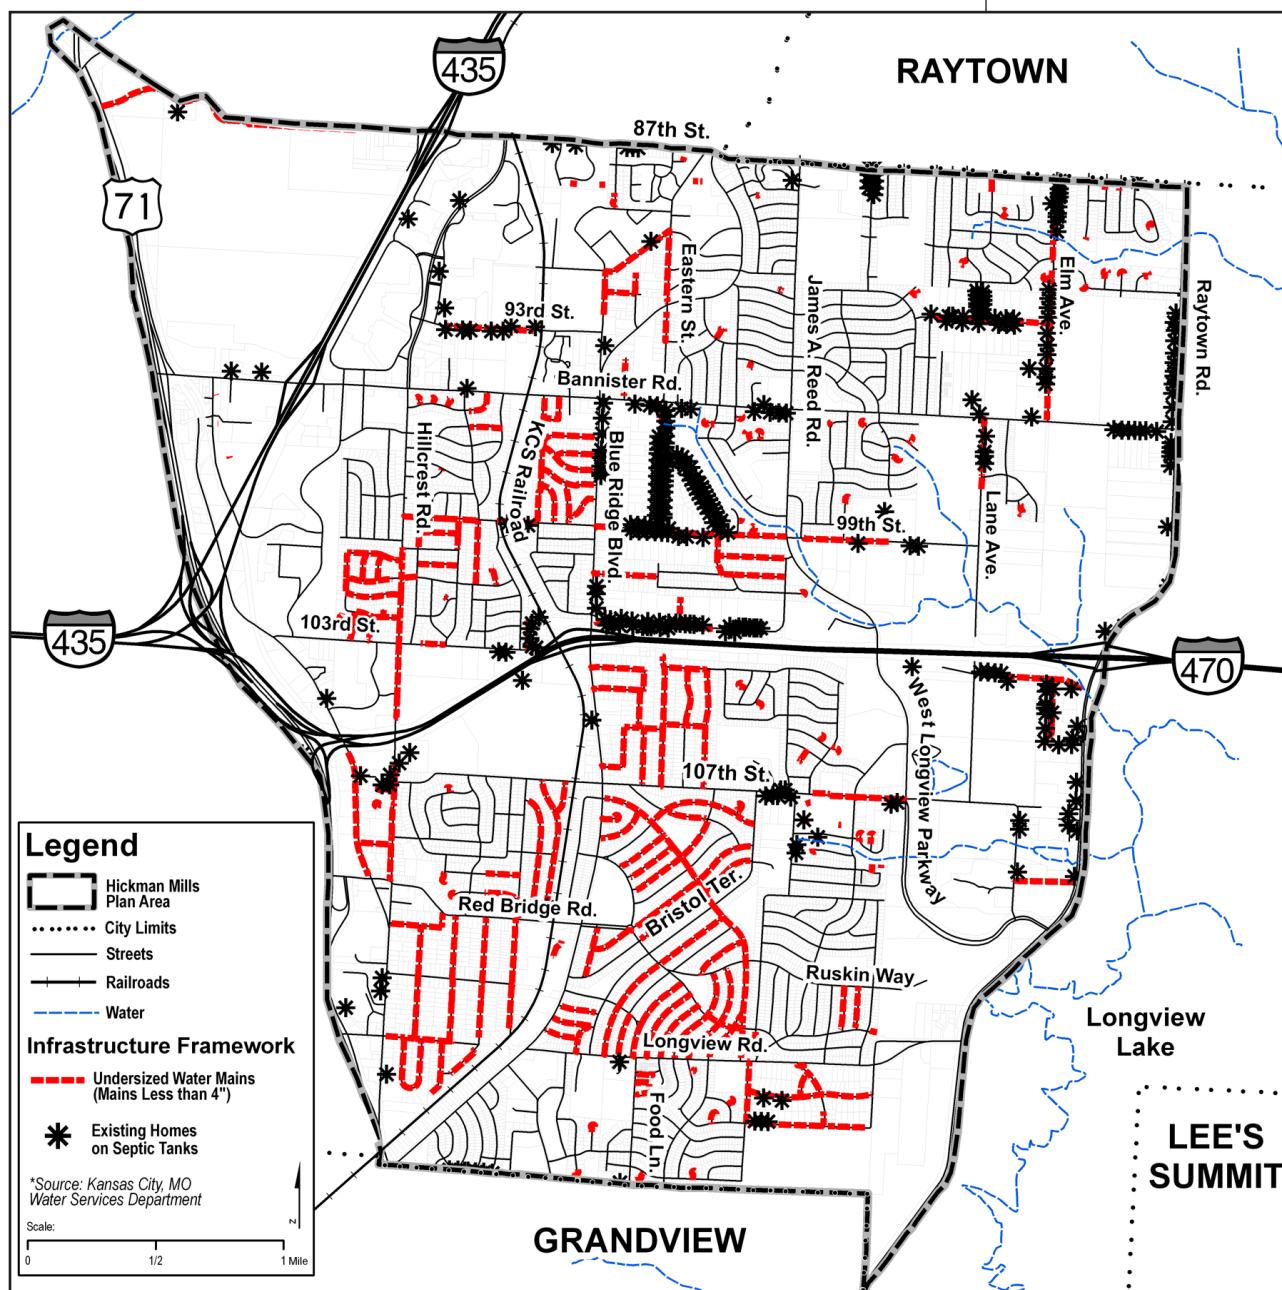 435
RAYTOWN
87th St.
71
Eastern St.
Elm Ave
James A. Reed Rd.
Raytown Rd.
93rd St.
Bannister Rd.
Hillcrest Rd.
KCS Railroad
Blue Ridge Blvd.
99th St.
Lane Ave.
103rd St.
435
470
West Longview Parkway
107th St.
Bristol Ter.
Red Bridge Rd.
Ruskin Way
Longview Rd.
Food Ln.
Longview
Lake
LEE'S
SUMMIT
GRANDVIEW
Legend
Hickman Mills
Plan Area
City Limits
Streets
Railroads
Water
Infrastructure Framework
Undersized Water Mains
(Mains Less than 4")
Existing Homes
on Septic Tanks
*Source: Kansas City, MO
Water Services Department
N
Scale:
0 1/2 1 Mile